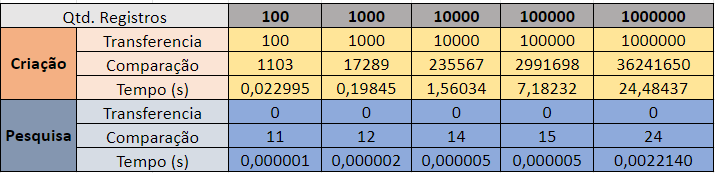 Qtd. Registros 100 1000 10000 100000 1000000
Transferencia 100 1000 10000 100000 1000000
Criação Comparação 1103 17289 235567 2991698 36241650
Tempo (s) 0,022995 0,19845 1,56034 7,18232 24,48437
Transferencia 0 0 0 0 0
Pesquisa Comparação 11 12 14 15 24
Tempo (s) 0,000001 0,000002 0,000005 0,000005 0,0022140